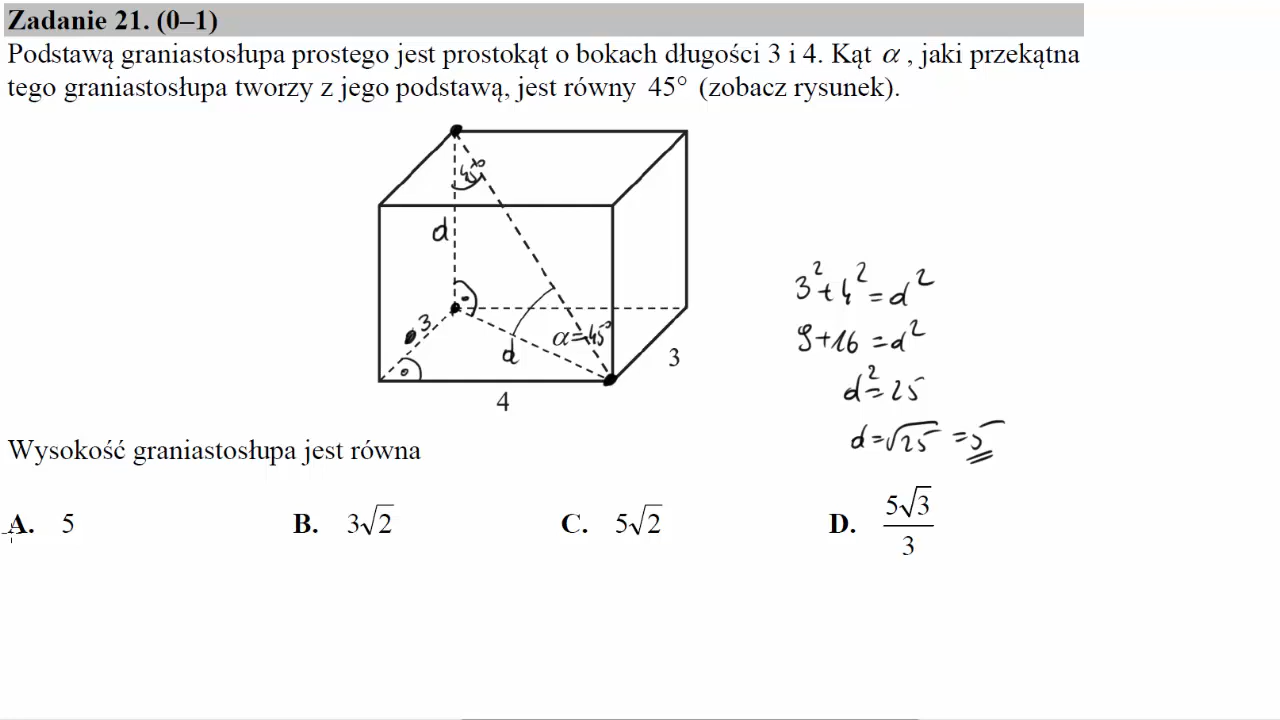 Zadanie 21. (0–1)
Podstawą graniastosłupa prostego jest prostokąt o bokach długości 3 i 4. Kąt α, jaki przekątna
tego graniastosłupa tworzy z jego podstawą, jest równy 45° (zobacz rysunek).
45°
d
3
α=45°
d
3
4
3²+4²=d²
9+16=d²
d²=25
d=√25=5
Wysokość graniastosłupa jest równa
A. 5 B. 3√2 C. 5√2 D. 5√3/3